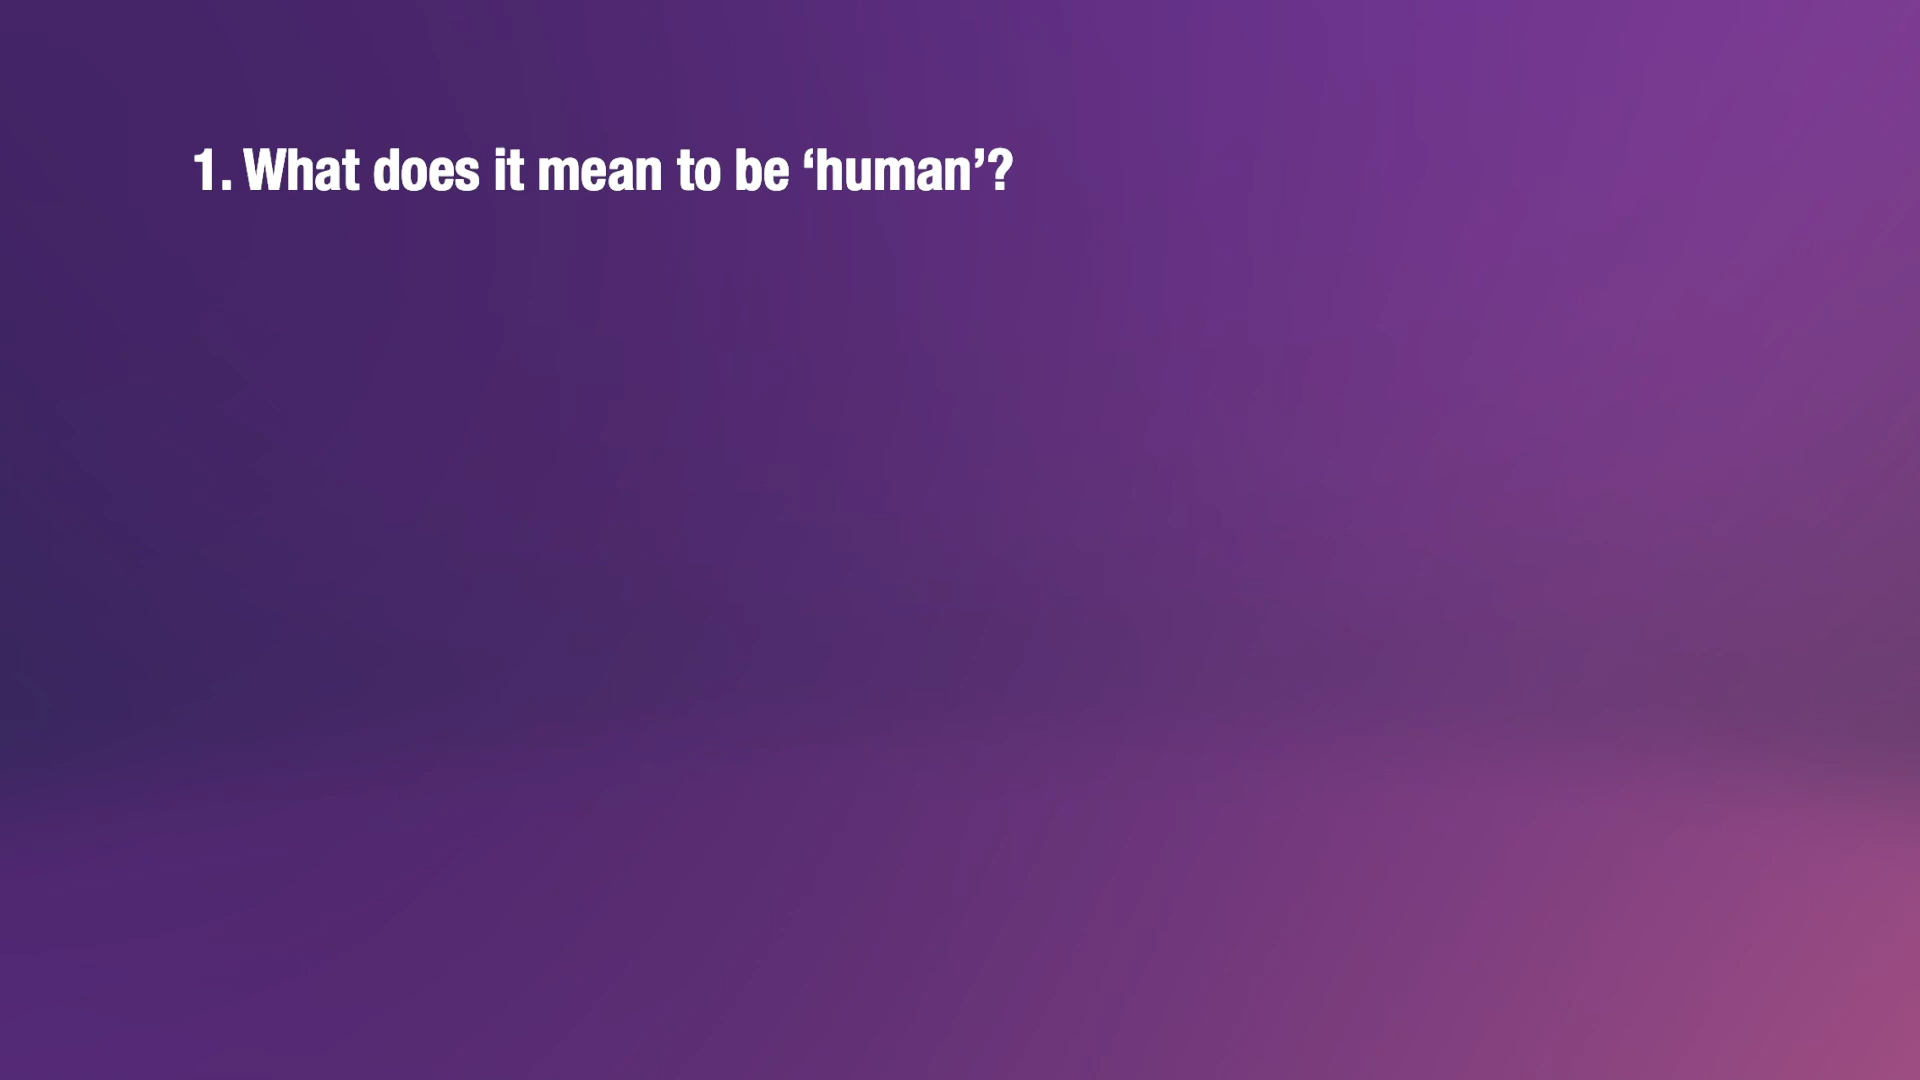 1. What does it mean to be ‘human’?